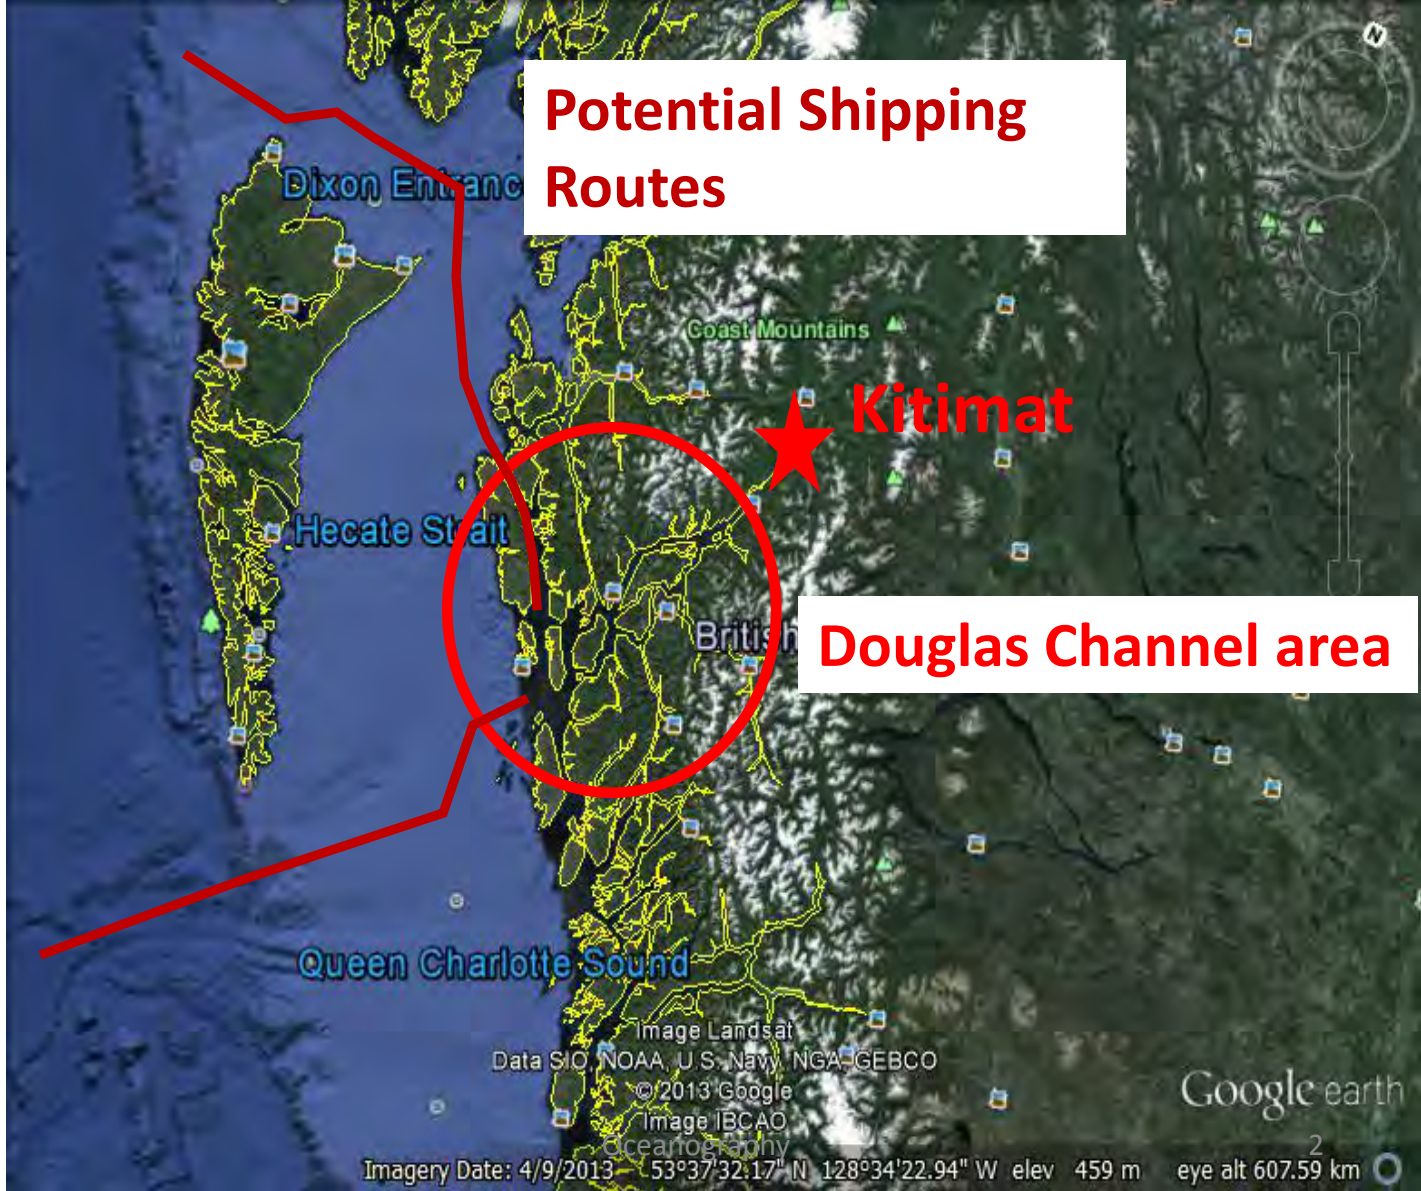 N
Potential Shipping
Routes
Dixon Entranc
Coast Mountains
Kitimat
Hecate Strait
British
Douglas Channel area
Queen Charlotte Sound
Image Landsat
Data SIO, NOAA, U.S. Navy, NGA, GEBCO
© 2013 Google
Image IBCAO
Google earth
Oceanography
2
Imagery Date: 4/9/2013 53°37'32.17" N 128°34'22.94" W elev 459 m eye alt 607.59 km